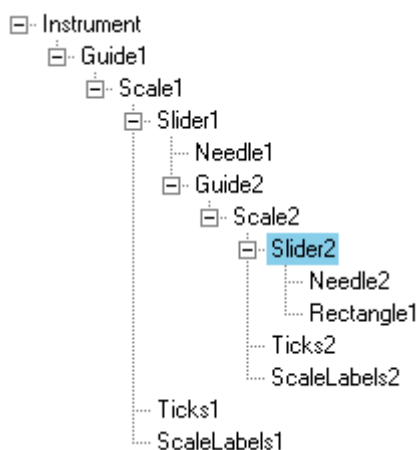 Instrument
Guide1
Scale1
Slider1
Needle1
Guide2
Scale2
Slider2
Needle2
Rectangle1
Ticks2
ScaleLabels2
Ticks1
ScaleLabels1